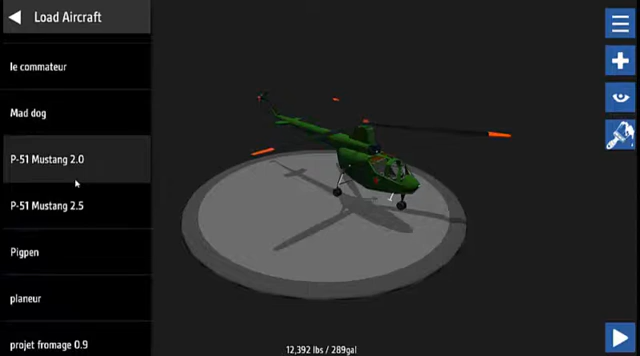 Load Aircraft
le commateur
Mad dog
P-51 Mustang 2.0
P-51 Mustang 2.5
Pigpen
planeur
projet fromage 0.9
12,392 lbs / 289gal